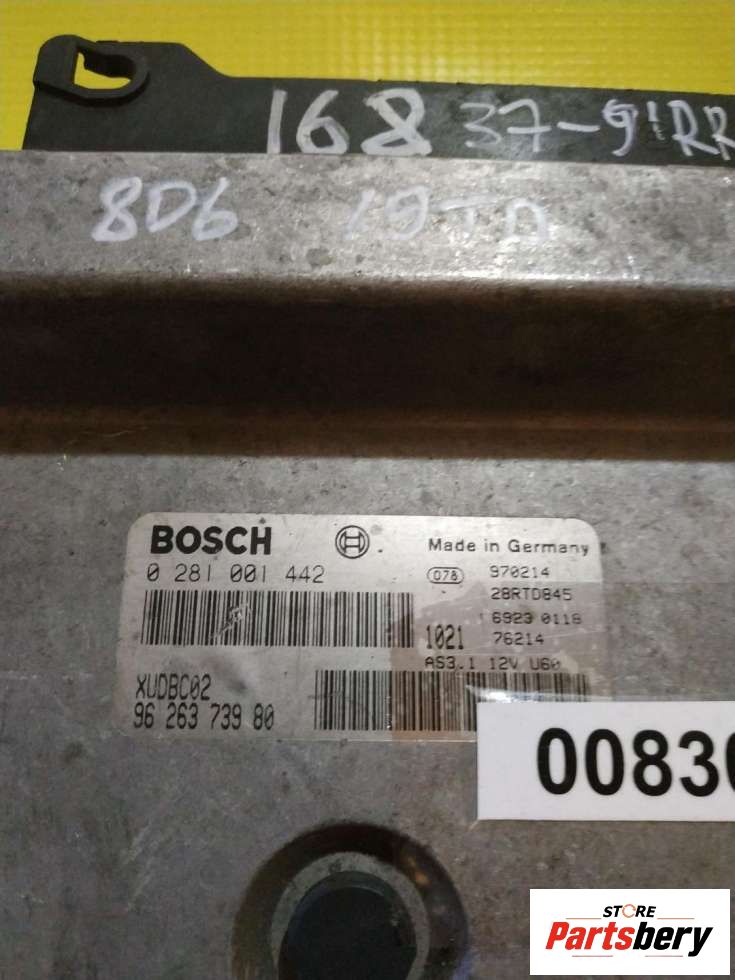 168 37-
806 19TD
BOSCH
Made in Germany
0 281 001 442
078 970214
28RTD845
6923 0118
1021 76214
AS3.1 12V U60
XUDBC02
96 263 739 80
0083
STORE
Partsbery